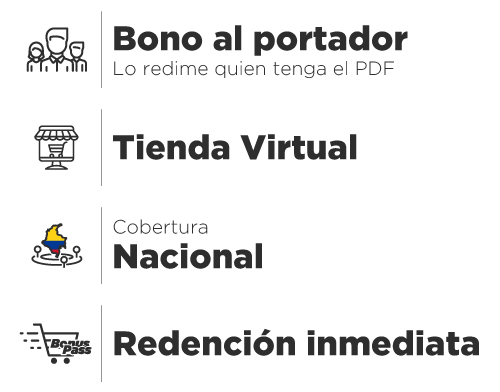 Bono al portador
Lo redime quien tenga el PDF
Tienda Virtual
Cobertura
Nacional
Bonus
Pass
Redención inmediata